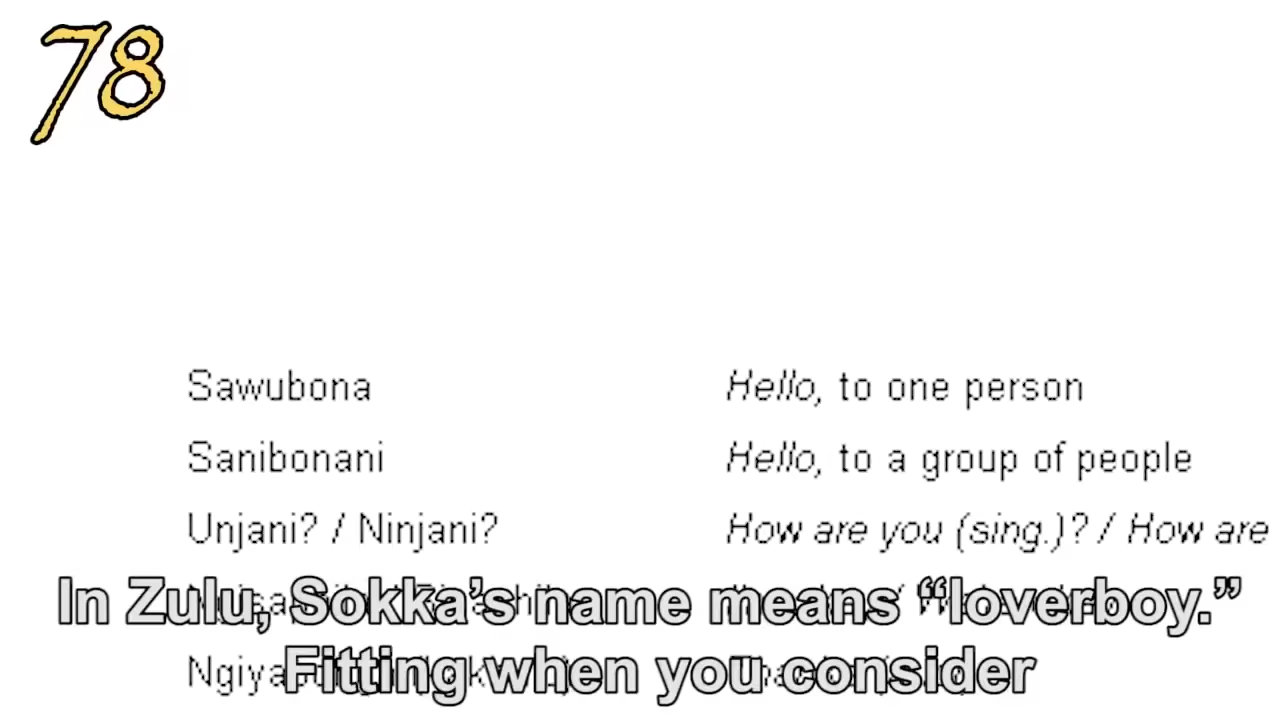 78
Sawubona Hello, to one person
Sanibonani Hello, to a group of people
Unjani? / Ninjani? How are you (sing.)? / How are
In Zulu, Sokka’s name means “loverboy.”
Fitting when you consider